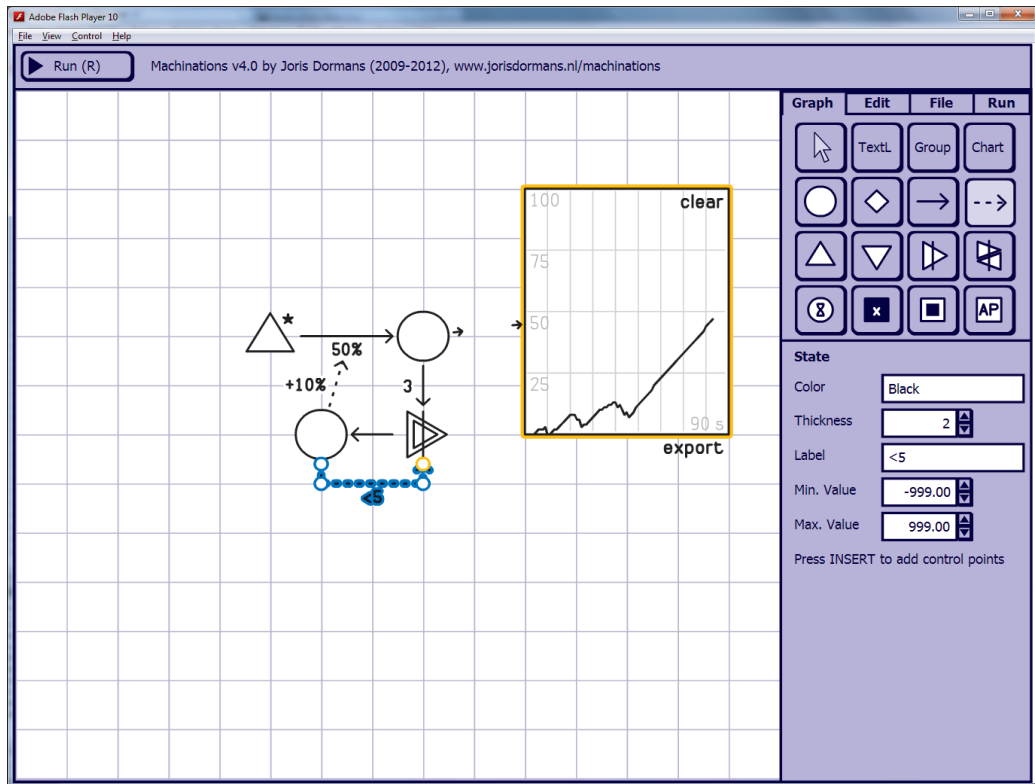 Adobe Flash Player 10
File View Control Help
Run (R)
Machinations v4.0 by Joris Dormans (2009-2012), www.jorisdormans.nl/machinations
Graph Edit File Run
TextL Group Chart
x AP
100 clear
75
50
25
90 s
export
*
50%
+10%
3
<5
State
Color Black
Thickness 2
Label <5
Min. Value -999.00
Max. Value 999.00
Press INSERT to add control points